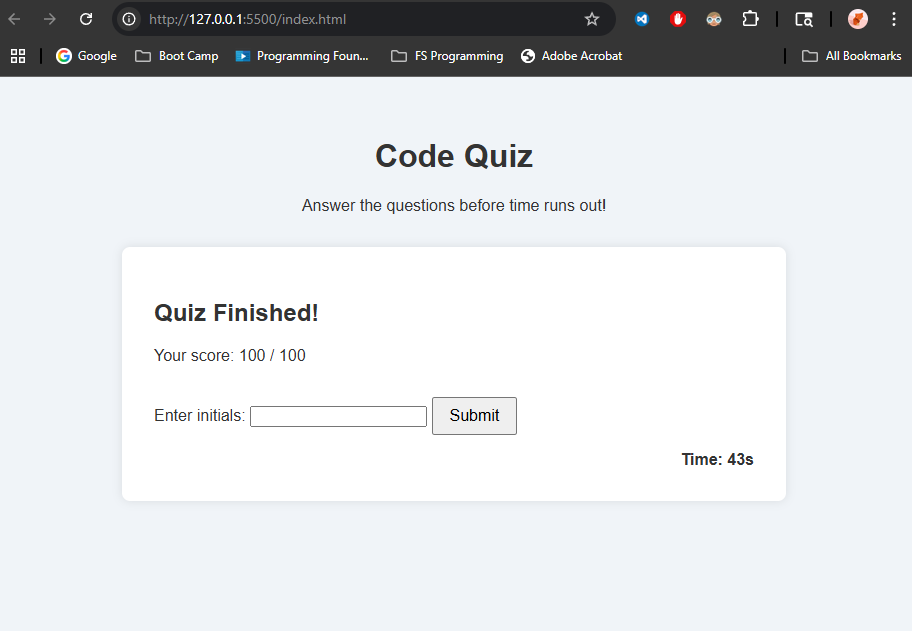 http://127.0.0.1:5500/index.html
Google Boot Camp Programming Foun... FS Programming Adobe Acrobat All Bookmarks
Code Quiz
Answer the questions before time runs out!
Quiz Finished!
Your score: 100 / 100
Enter initials: Submit
Time: 43s